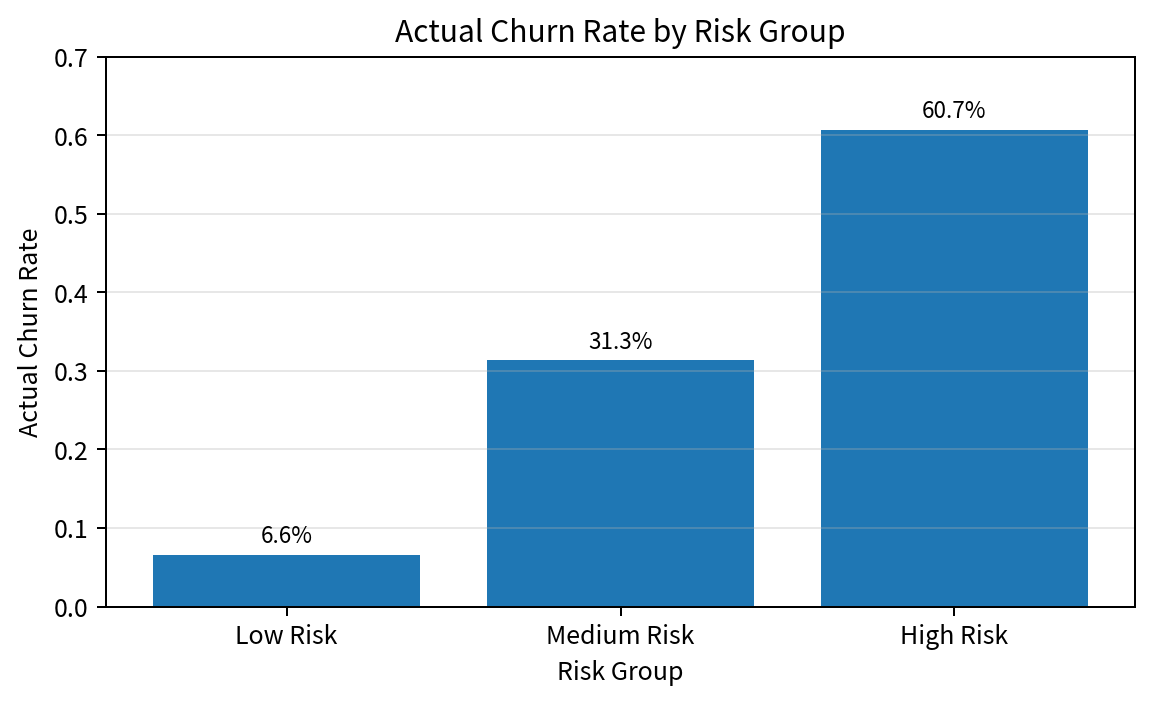 Actual Churn Rate by Risk Group
0.7
0.6
0.5
0.4
0.3
0.2
0.1
0.0
Actual Churn Rate
6.6%
31.3%
60.7%
Low Risk
Medium Risk
High Risk
Risk Group